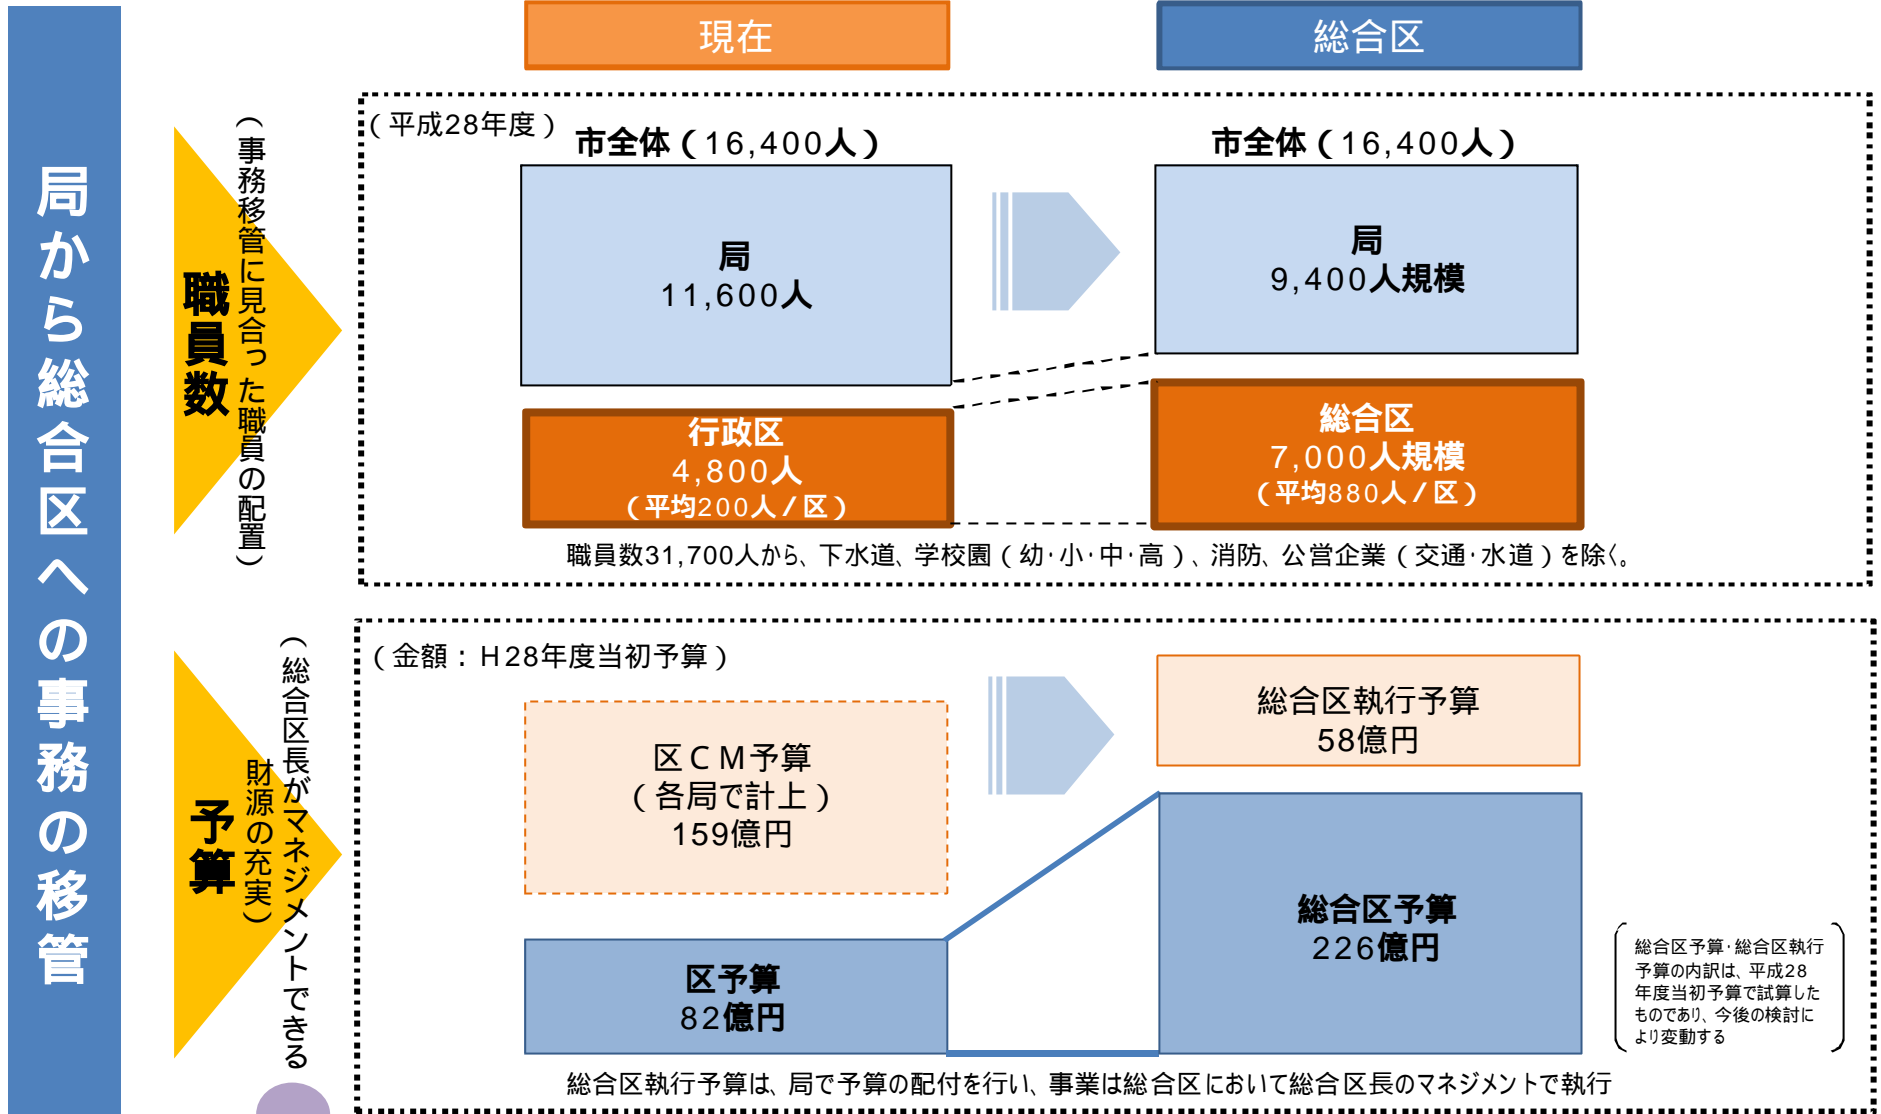 局から総合区への事務の移管
現在
総合区
職員数
（事務移管に見合った職員の配置）
（平成28年度）
市全体（16,400人）
局
11,600人
行政区
4,800人
（平均200人／区）
市全体（16,400人）
局
9,400人規模
総合区
7,000人規模
（平均880人／区）
職員数31,700人から、下水道、学校園（幼・小・中・高）、消防、公営企業（交通・水道）を除く。
予算
（総合区長がマネジメントできる
財源の充実）
（金額：H28年度当初予算）
区CM予算
（各局で計上）
159億円
区予算
82億円
総合区執行予算
58億円
総合区予算
226億円
総合区予算・総合区執行
予算の内訳は、平成28
年度当初予算で試算した
ものであり、今後の検討に
より変動する
総合区執行予算は、局で予算の配付を行い、事業は総合区において総合区長のマネジメントで執行